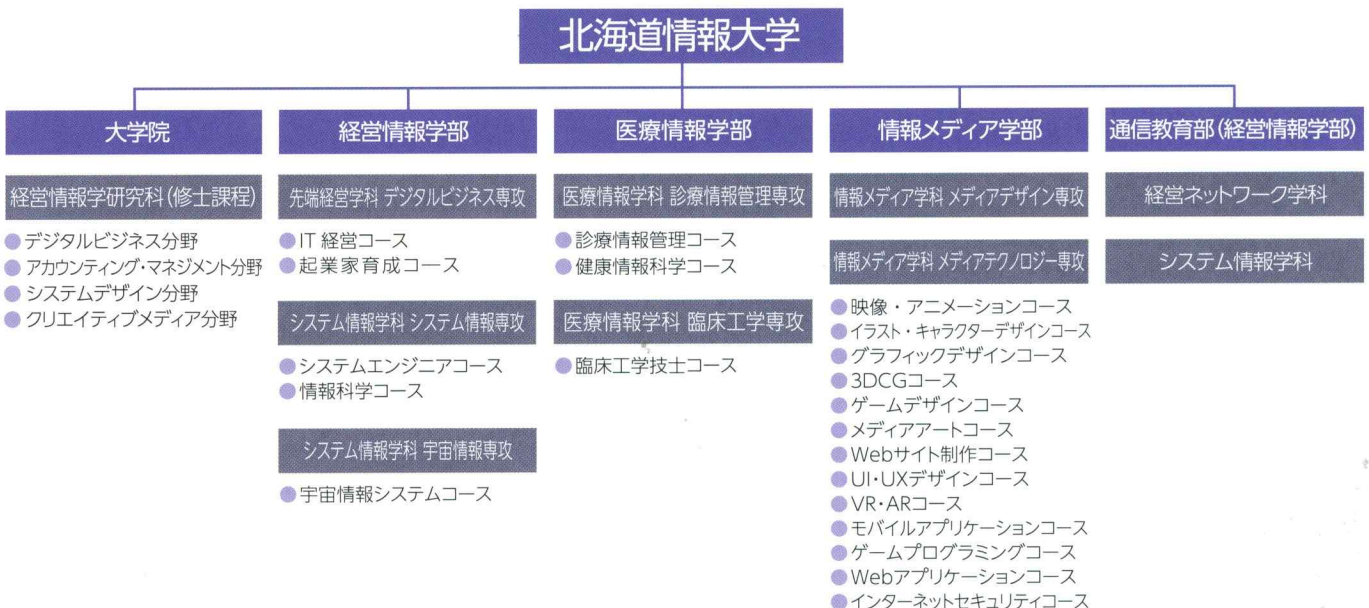 北海道情報大学
大学院
経営情報学研究科(修士課程)
●デジタルビジネス分野
●アカウンティング・マネジメント分野
●システムデザイン分野
●クリエイティブメディア分野
経営情報学部
先端経営学科 デジタルビジネス専攻
●IT 経営コース
●起業家育成コース
システム情報学科 システム情報専攻
●システムエンジニアコース
●情報科学コース
システム情報学科 宇宙情報専攻
●宇宙情報システムコース
医療情報学部
医療情報学科 診療情報管理専攻
●診療情報管理コース
●健康情報科学コース
医療情報学科 臨床工学専攻
●臨床工学技士コース
情報メディア学部
情報メディア学科 メディアデザイン専攻
情報メディア学科 メディアテクノロジー専攻
●映像・アニメーションコース
●イラスト・キャラクターデザインコース
●グラフィックデザインコース
●3DCGコース
●ゲームデザインコース
●メディアアートコース
●Webサイト制作コース
●UI・UXデザインコース
●VR・ARコース
●モバイルアプリケーションコース
●ゲームプログラミングコース
●Webアプリケーションコース
●インターネットセキュリティコース
通信教育部(経営情報学部)
経営ネットワーク学科
システム情報学科